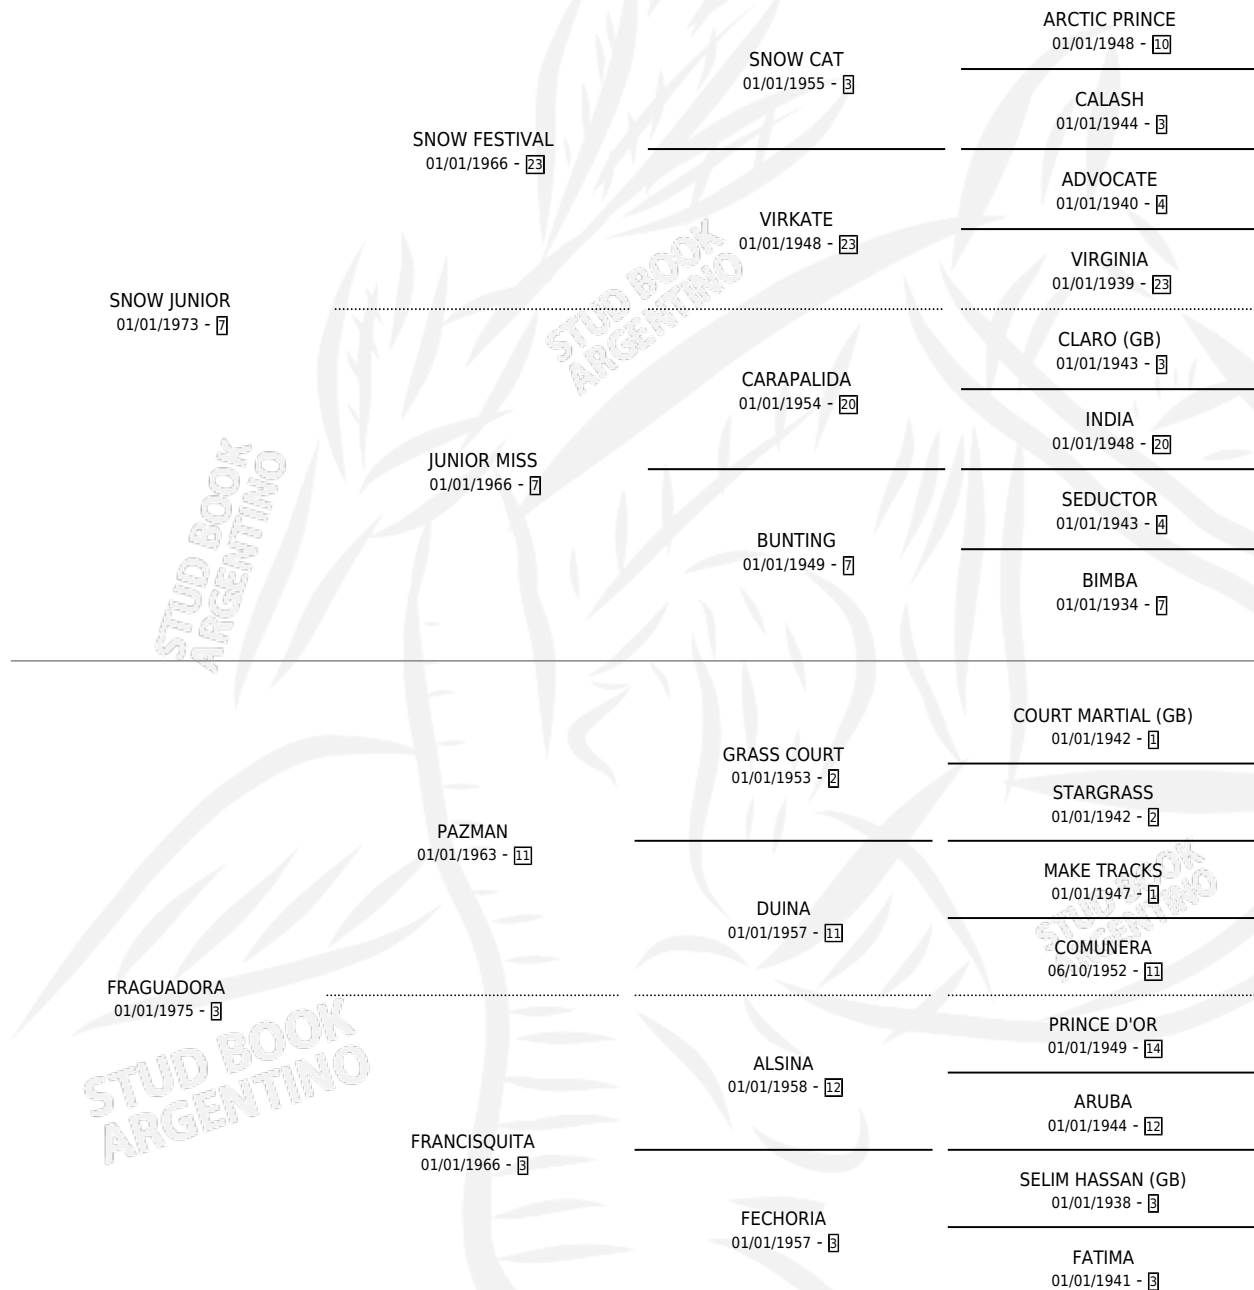 ARCTIC PRINCE
01/01/1948 - 10
SNOW CAT
01/01/1955 - 3
CALASH
01/01/1944 - 3
SNOW FESTIVAL
01/01/1966 - 23
ADVOCATE
01/01/1940 - 4
VIRKATE
01/01/1948 - 23
VIRGINIA
01/01/1939 - 23
SNOW JUNIOR
01/01/1973 - 7
CLARO (GB)
01/01/1943 - 3
CARAPALIDA
01/01/1954 - 20
INDIA
01/01/1948 - 20
JUNIOR MISS
01/01/1966 - 7
SEDUCTOR
01/01/1943 - 4
BUNTING
01/01/1949 - 7
BIMBA
01/01/1934 - 7
COURT MARTIAL (GB)
01/01/1942 - 1
GRASS COURT
01/01/1953 - 2
STARGRASS
01/01/1942 - 2
PAZMAN
01/01/1963 - 11
MAKE TRACKS
01/01/1947 - 1
DUINA
01/01/1957 - 11
COMUNERA
06/10/1952 - 11
FRAGUADORA
01/01/1975 - 3
PRINCE D'OR
01/01/1949 - 14
ALSINA
01/01/1958 - 12
ARUBA
01/01/1944 - 12
FRANCISQUITA
01/01/1966 - 3
SELIM HASSAN (GB)
01/01/1938 - 3
FECHORIA
01/01/1957 - 3
FATIMA
01/01/1941 - 3
STUD BOOK
ARGENTINO
STUD BOOK
ARGENTINO
STUD BOOK
ARGENTINO
STUD BOOK
ARGENTINO